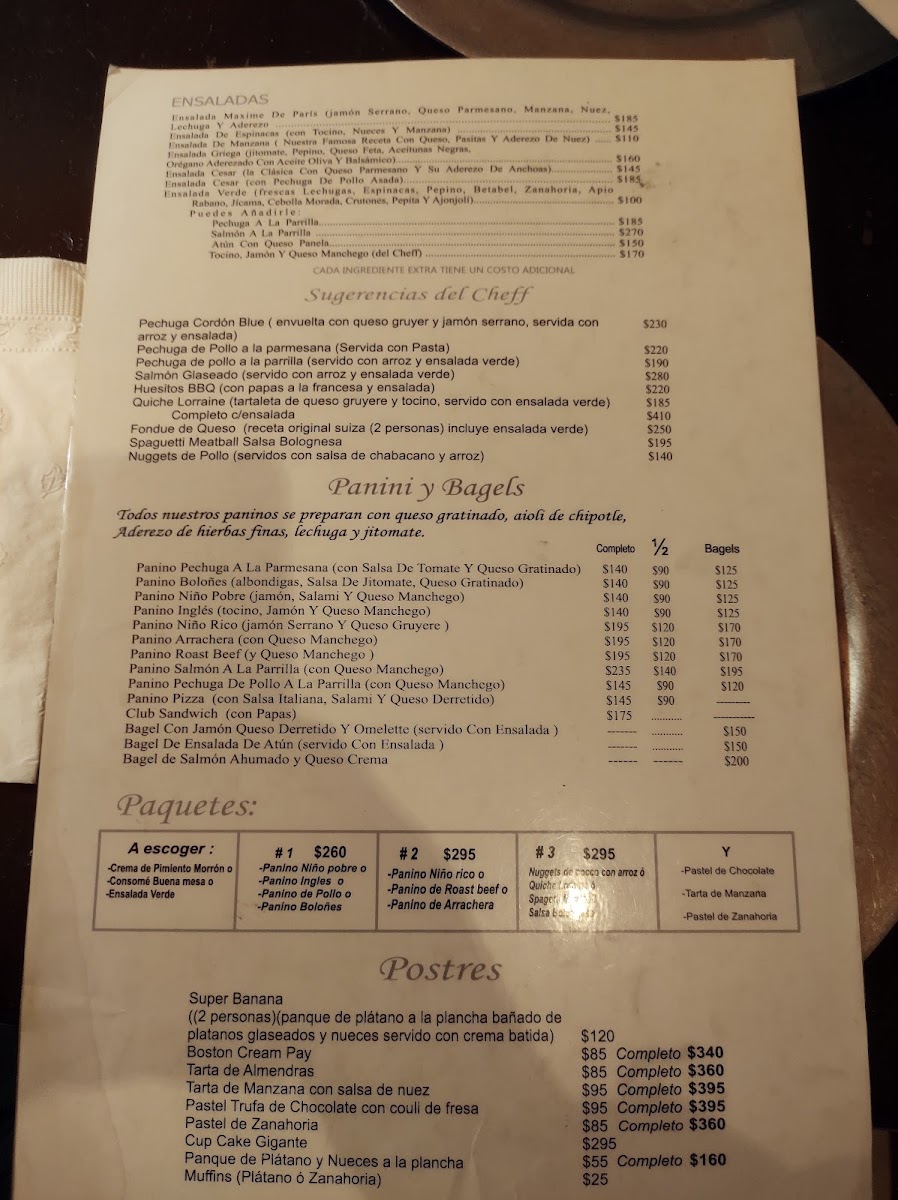 ENSALADAS
Ensalada Maxime De Paris (jamón Serrano, Queso Parmesano, Manzana, Nuez,
Lechuga Y Aderezo ........ $185
Ensalada De Espinacas (con Tocino, Nueces Y Manzana) ........ $145
Ensalada De Manzana ( Nuestra Famosa Receta Con Queso, Pasitas Y Aderezo De Nuez) ...... $110
Ensalada Griega (jitomate, Pepino, Queso Feta, Aceitunas Negras,
Orégano Aderezado Con Aceite Oliva Y Balsámico)........ $160
Ensalada Cesar (la Clásica Con Queso Parmesano Y Su Aderezo De Anchoas)........ $145
Ensalada Cesar (con Pechuga De Pollo Asada)........ $185
Ensalada Verde (frescas Lechugas, Espinacas, Pepino, Betabel, Zanahoria, Apio
Rabano, Jícama, Cebolla Morada, Crutones, Pepita Y Ajonjolí)........ $100
Puedes Añadirle:
Pechuga A La Parrilla........ $185
Salmón A La Parrilla ........ $270
Atún Con Queso Panela........ $150
Tocino, Jamón Y Queso Manchego (del Cheff) ........ $170
CADA INGREDIENTE EXTRA TIENE UN COSTO ADICIONAL
Sugerencias del Cheff
Pechuga Cordón Blue ( envuelta con queso gruyer y jamón serrano, servida con $230
arroz y ensalada)
Pechuga de Pollo a la parmesana (Servida con Pasta) $220
Pechuga de pollo a la parrilla (servido con arroz y ensalada verde) $190
Salmón Glaseado (servido con arroz y ensalada verde) $280
Huesitos BBQ (con papas a la francesa y ensalada) $220
Quiche Lorraine (tartaleta de queso gruyere y tocino, servido con ensalada verde) $185
Completo c/ensalada $410
Fondue de Queso (receta original suiza (2 personas) incluye ensalada verde) $250
Spaguetti Meatball Salsa Bolognesa $195
Nuggets de Pollo (servidos con salsa de chabacano y arroz) $140
Panini y Bagels
Todos nuestros paninos se preparan con queso gratinado, aioli de chipotle,
Aderezo de hierbas finas, lechuga y jitomate.
Completo ½ Bagels
Panino Pechuga A La Parmesana (con Salsa De Tomate Y Queso Gratinado) $140 $90 $125
Panino Boloñes (albondigas, Salsa De Jitomate, Queso Gratinado) $140 $90 $125
Panino Niño Pobre (jamón, Salami Y Queso Manchego) $140 $90 $125
Panino Inglés (tocino, Jamón Y Queso Manchego) $140 $90 $125
Panino Niño Rico (jamón Serrano Y Queso Gruyere ) $195 $120 $170
Panino Arrachera (con Queso Manchego) $195 $120 $170
Panino Roast Beef (y Queso Manchego ) $195 $120 $170
Panino Salmón A La Parrilla (con Queso Manchego) $235 $140 $195
Panino Pechuga De Pollo A La Parrilla (con Queso Manchego) $145 $90 $120
Panino Pizza (con Salsa Italiana, Salami Y Queso Derretido) $145 $90 ---------
Club Sandwich (con Papas) $175 ........... -----------
Bagel Con Jamón Queso Derretido Y Omelette (servido Con Ensalada ) ------- ........... $150
Bagel De Ensalada De Atún (servido Con Ensalada ) ------- ........... $150
Bagel de Salmón Ahumado y Queso Crema ------ ------ $200
Paquetes:
A escoger :
-Crema de Pimiento Morrón o
-Consomé Buena mesa o
-Ensalada Verde
# 1 $260
-Panino Niño pobre o
-Panino Ingles o
-Panino de Pollo o
-Panino Boloñes
# 2 $295
-Panino Niño rico o
-Panino de Roast beef o
-Panino de Arrachera
# 3 $295
Nuggets de con arroz ó
Quiche ó
Salsa
Y
-Pastel de Chocolate
-Tarta de Manzana
-Pastel de Zanahoria
Postres
Super Banana
((2 personas)(panque de plátano a la plancha bañado de
platanos glaseados y nueces servido con crema batida) $120
Boston Cream Pay $85 Completo $340
Tarta de Almendras $85 Completo $360
Tarta de Manzana con salsa de nuez $95 Completo $395
Pastel Trufa de Chocolate con couli de fresa $95 Completo $395
Pastel de Zanahoria $85 Completo $360
Cup Cake Gigante $295
Panque de Plátano y Nueces a la plancha $55 Completo $160
Muffins (Plátano ó Zanahoria) $25